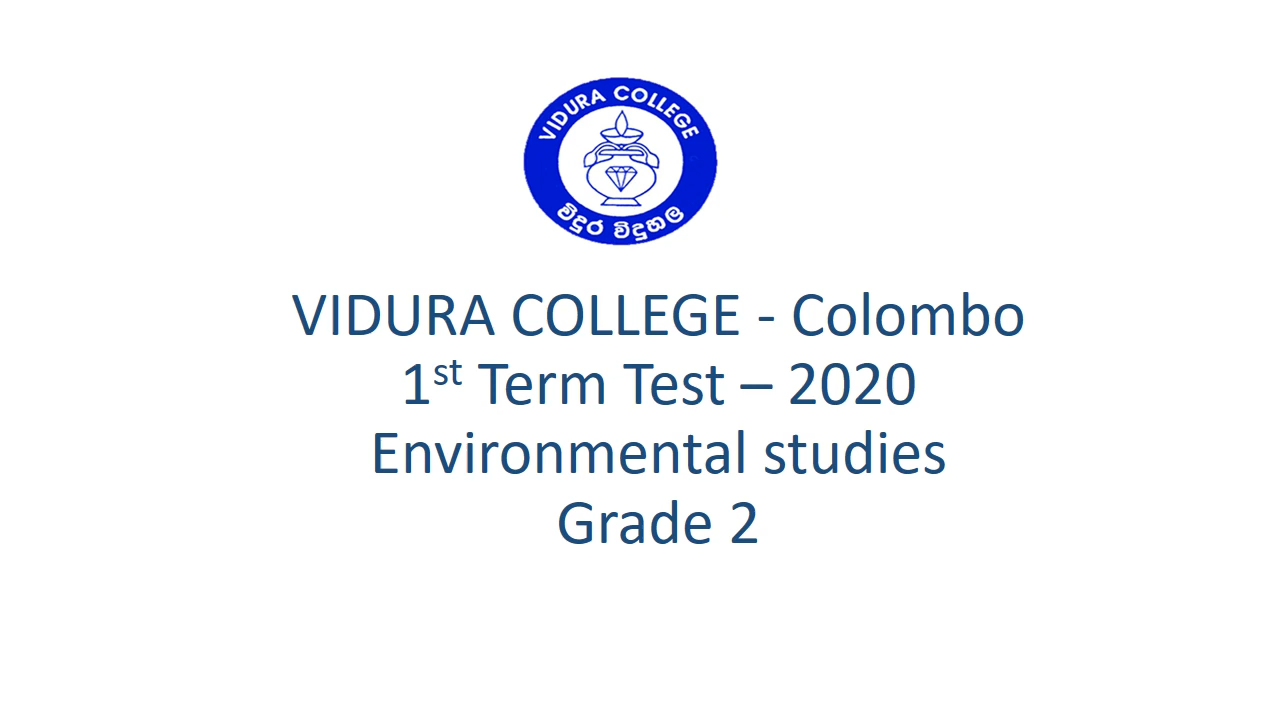 VIDURA COLLEGE
විදුර විදුහල
VIDURA COLLEGE - Colombo
1st Term Test – 2020
Environmental studies
Grade 2